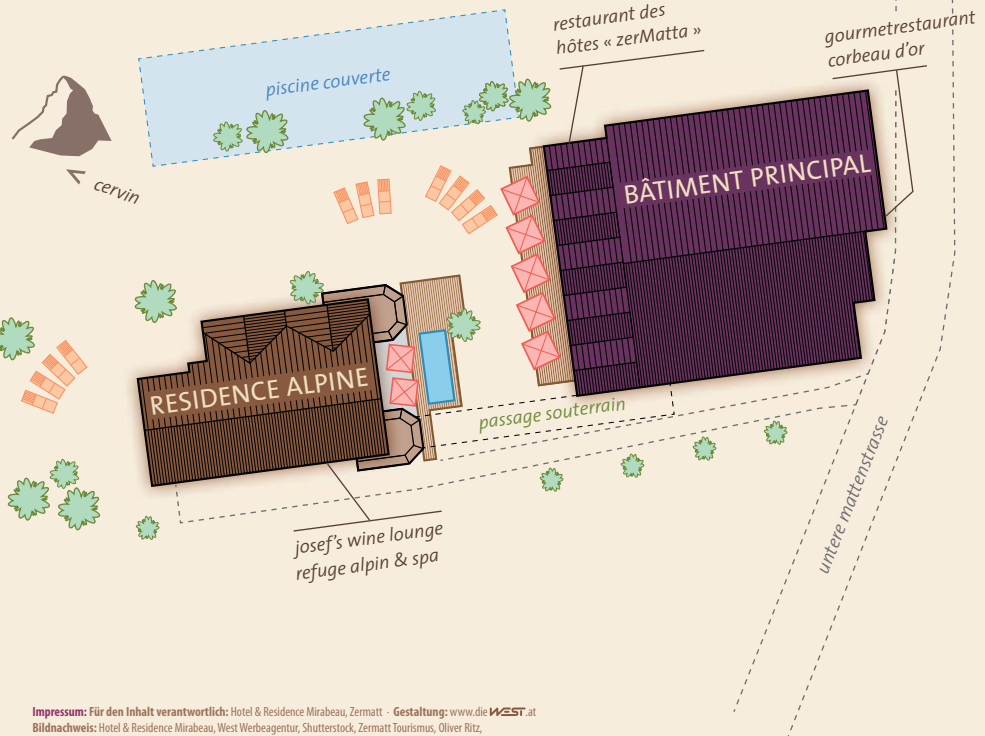 restaurant des
hôtes « zerMatta »
gourmetrestaurant
corbeau d’or
piscine couverte
cervin
BÂTIMENT PRINCIPAL
RESIDENCE ALPINE
passage souterrain
untere mattenstrasse
josef’s wine lounge
refuge alpin & spa
Impressum: Für den Inhalt verantwortlich: Hotel & Residence Mirabeau, Zermatt · Gestaltung: www.die WEST.at
Bildnachweis: Hotel & Residence Mirabeau, West Werbeagentur, Shutterstock, Zermatt Tourismus, Oliver Ritz,